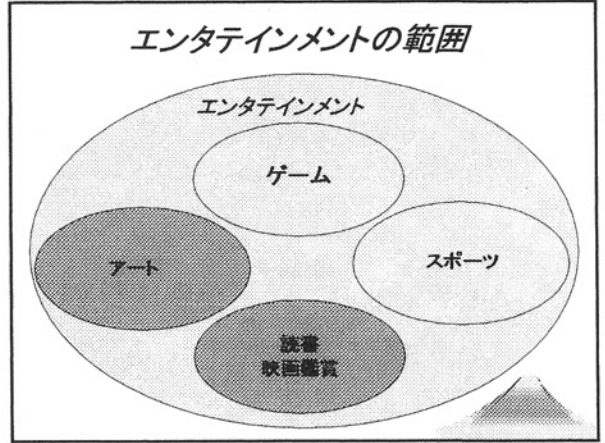 エンタテインメントの範囲
エンタテインメント
ゲーム
アート
スポーツ
読書
映画鑑賞